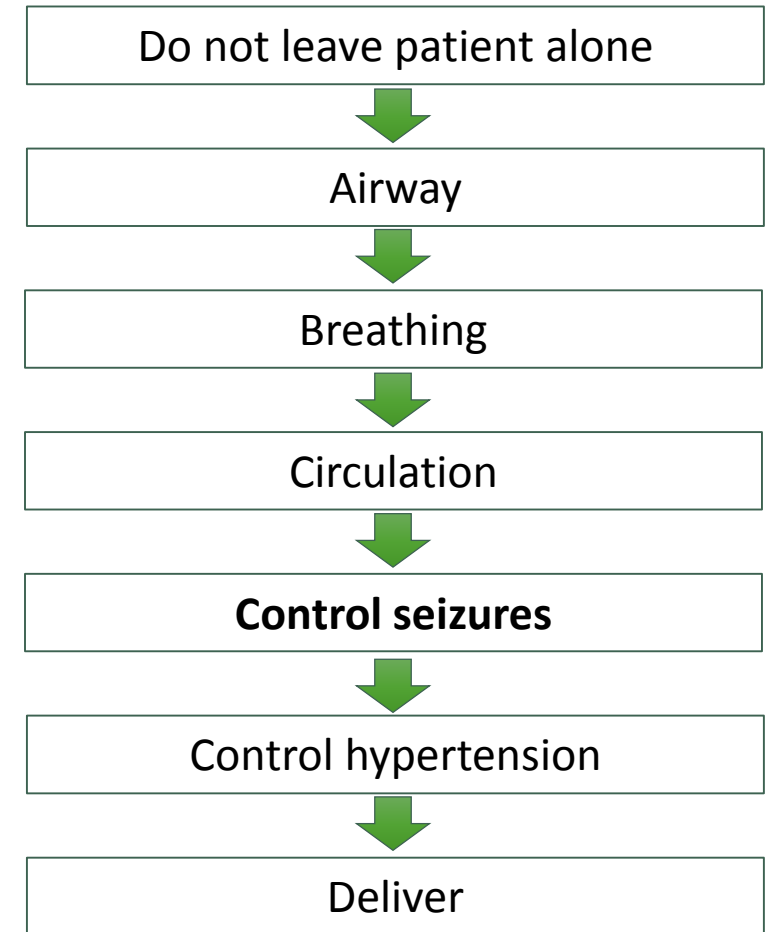 Do not leave patient alone
Airway
Breathing
Circulation
Control seizures
Control hypertension
Deliver